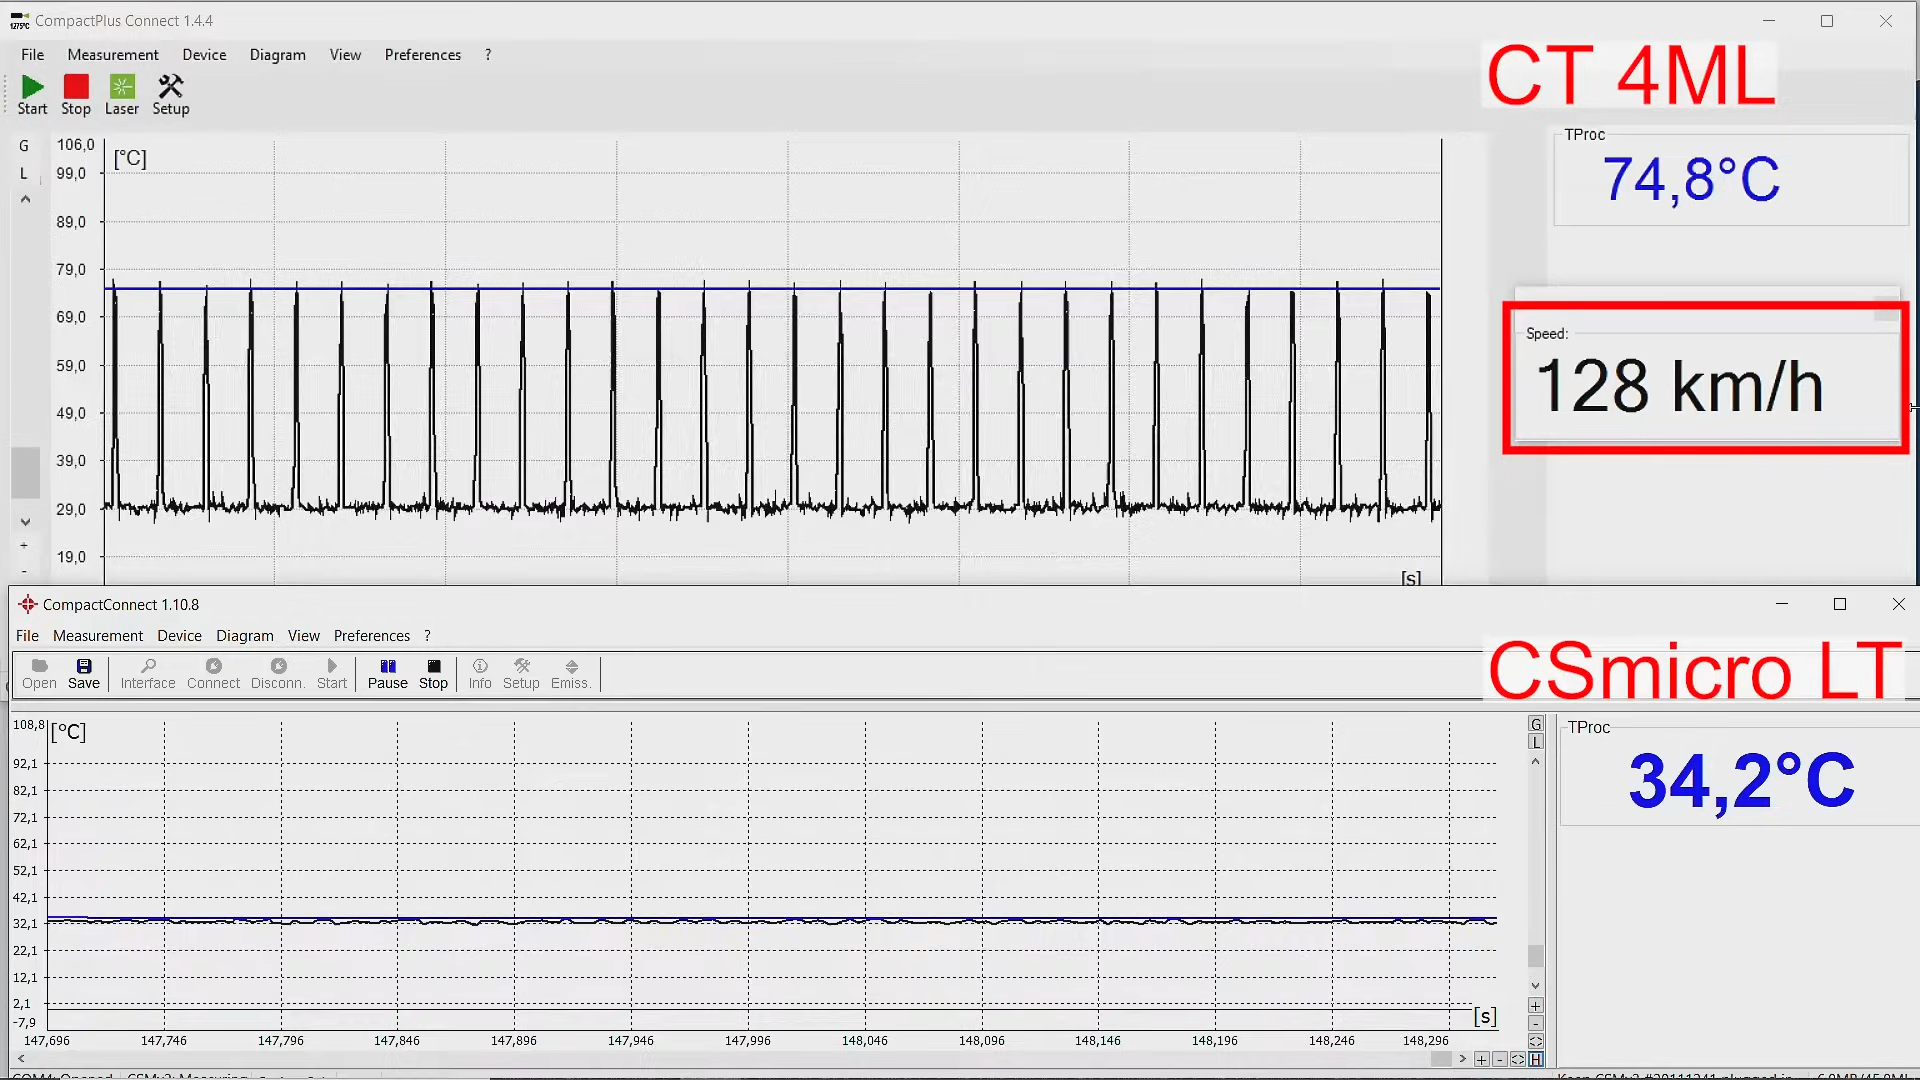 CompactPlus Connect 1.4.4
File Measurement Device Diagram View Preferences ?
CT 4ML
Start Stop Laser Setup
G
L
106,0
[°C]
99,0
89,0
79,0
69,0
59,0
49,0
39,0
29,0
19,0
+
-
[s]
TProc
74,8°C
Speed:
128 km/h
CompactConnect 1.10.8
File Measurement Device Diagram View Preferences ?
Open Save Interface Connect Disconn. Start Pause Stop Info Setup Emiss.
CSmicro LT
108,8
[°C]
92,1
82,1
72,1
62,1
52,1
42,1
32,1
22,1
12,1
2,1
-7,9
[s]
147,696 147,746 147,796 147,846 147,896 147,946 147,996 148,046 148,096 148,146 148,196 148,246 148,296
G
L
+
-
<>
+ - <> H
TProc
34,2°C